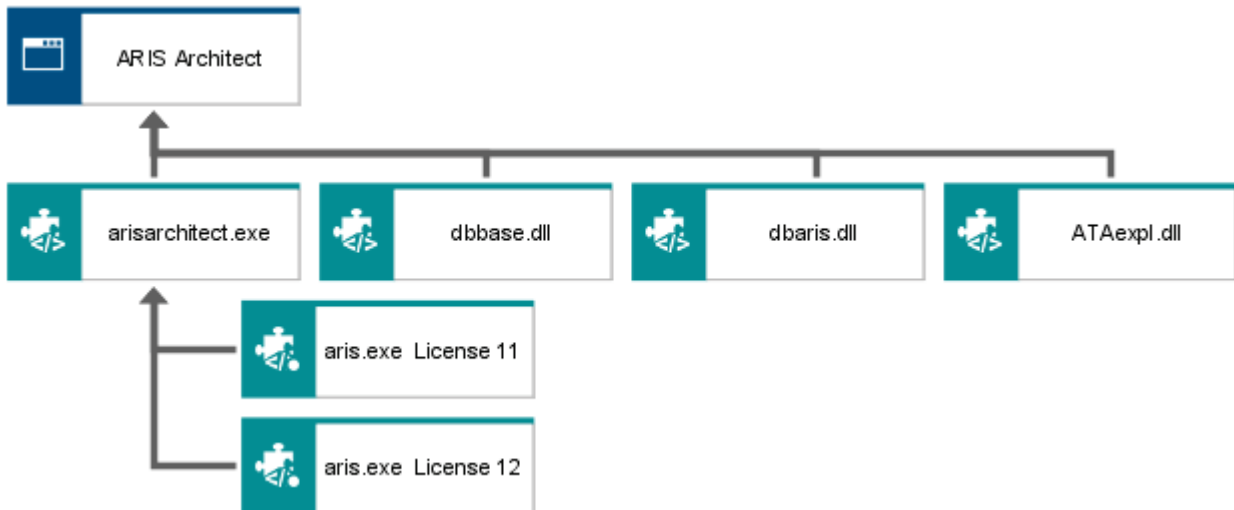 ARIS Architect
arisarchitect.exe
dbbase.dll
dbaris.dll
ATAexpl.dll
aris.exe License 11
aris.exe License 12